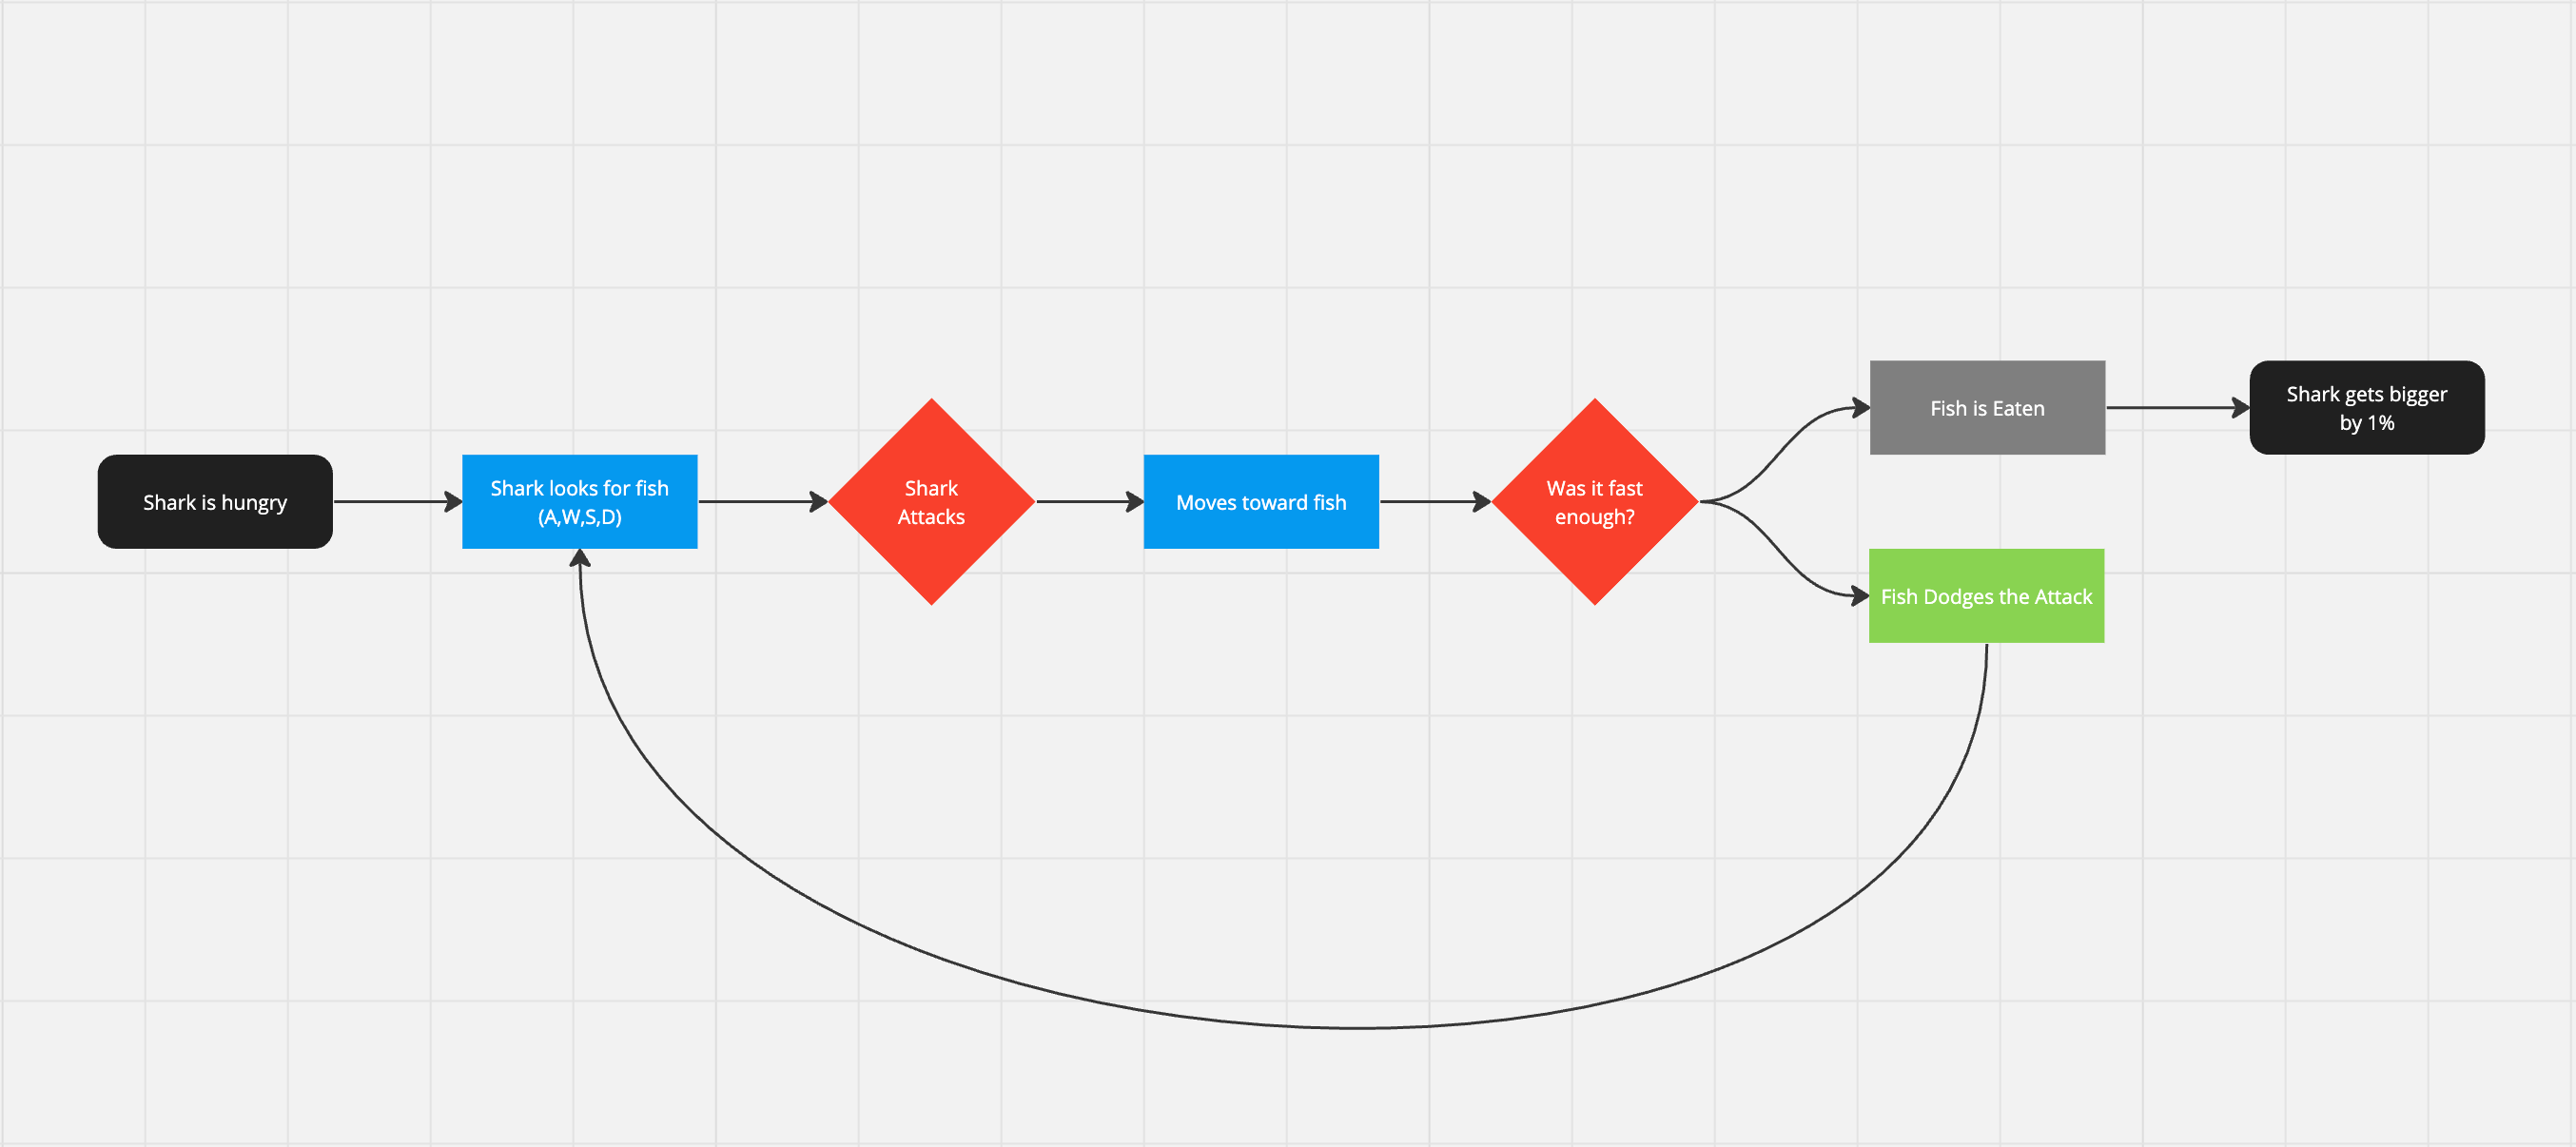 Shark is hungry
Shark looks for fish
(A,W,S,D)
Shark
Attacks
Moves toward fish
Was it fast
enough?
Fish is Eaten
Shark gets bigger
by 1%
Fish Dodges the Attack